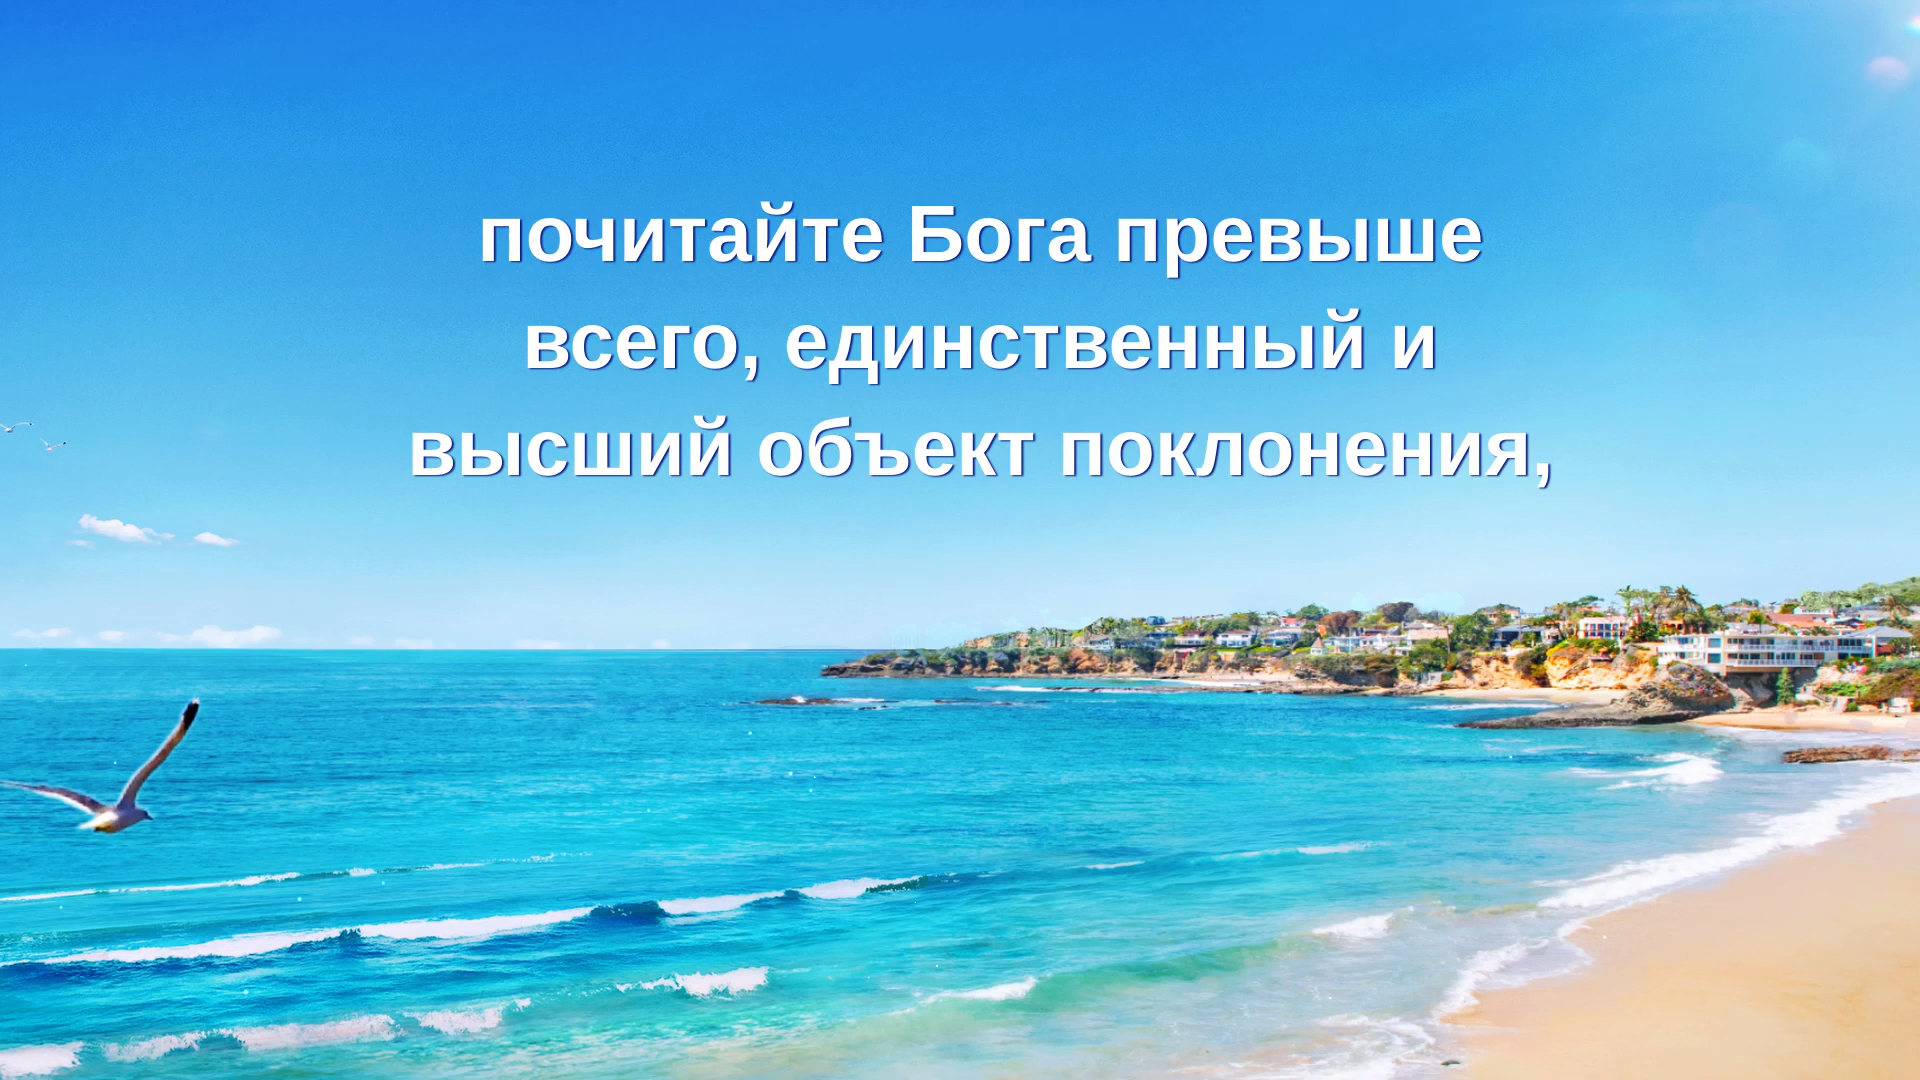 почитайте Бога превыше
всего, единственный и
высший объект поклонения,